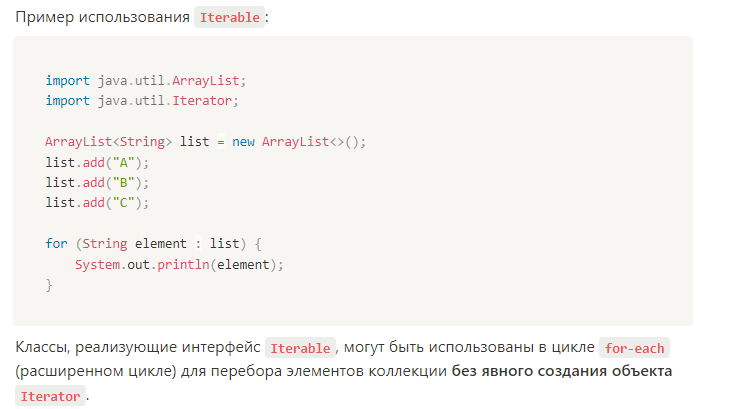 Пример использования Iterable:
import java.util.ArrayList;
import java.util.Iterator;
ArrayList<String> list = new ArrayList<>();
list.add("A");
list.add("B");
list.add("C");
for (String element : list) {
System.out.println(element);
}
Классы, реализующие интерфейс Iterable, могут быть использованы в цикле for-each
(расширенном цикле) для перебора элементов коллекции без явного создания объекта
Iterator.